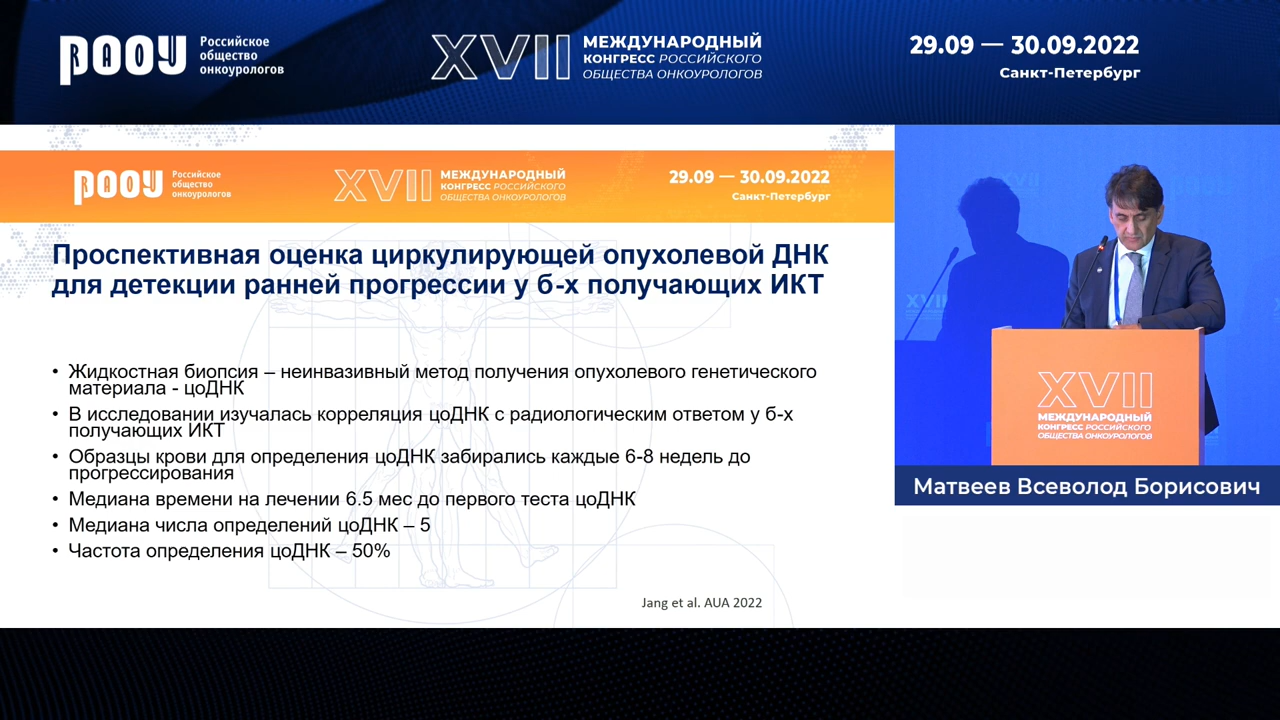 РАОУ
Российское
общество
онкоурологов
XVII
МЕЖДУНАРОДНЫЙ
КОНГРЕСС РОССИЙСКОГО
ОБЩЕСТВА ОНКОУРОЛОГОВ
29.09 — 30.09.2022
Санкт-Петербург
РАОУ
Российское
общество
онкоурологов
XVII
МЕЖДУНАРОДНЫЙ
КОНГРЕСС РОССИЙСКОГО
ОБЩЕСТВА ОНКОУРОЛОГОВ
29.09 — 30.09.2022
Санкт-Петербург
Проспективная оценка циркулирующей опухолевой ДНК
для детекции ранней прогрессии у б-х получающих ИКТ
• Жидкостная биопсия – неинвазивный метод получения опухолевого генетического
материала - цоДНК
• В исследовании изучалась корреляция цоДНК с радиологическим ответом у б-х
получающих ИКТ
• Образцы крови для определения цоДНК забирались каждые 6-8 недель до
прогрессирования
• Медиана времени на лечении 6.5 мес до первого теста цоДНК
• Медиана числа определений цоДНК – 5
• Частота определения цоДНК – 50%
Jang et al. AUA 2022
XVII
МЕЖДУНАРОДНЫЙ
КОНГРЕСС РОССИЙСКОГО
ОБЩЕСТВА ОНКОУРОЛОГОВ
Матвеев Всеволод Борисович